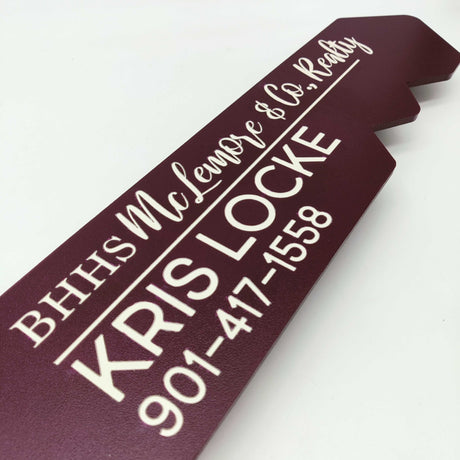 BHHS McLemore & Co., Realty
KRIS LOCKE
901-417-1558